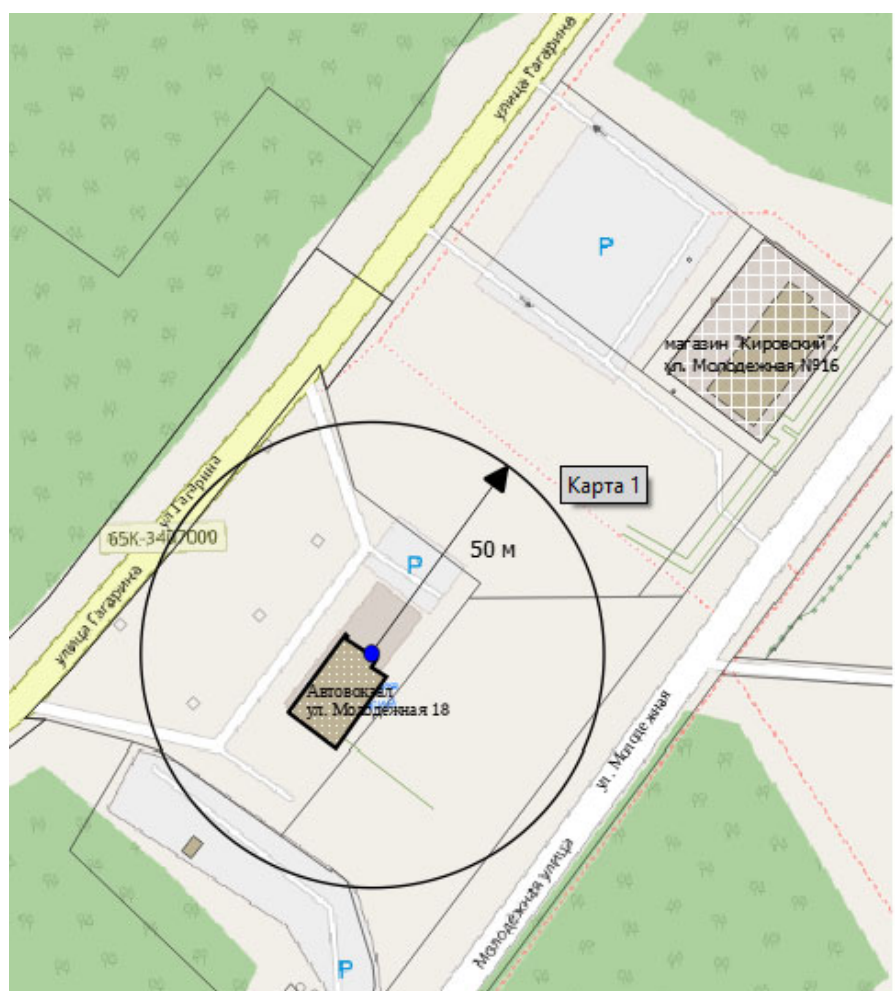 улица Гагарина
P
магазин "Кировский",
ул. Молодежная №16
Карта 1
ул Гагарина
65К-3407000
50 м
P
улица Гагарина
Автовокзал,
ул. Молодежная 18
ул. Молодежная
Молодёжная улица
P